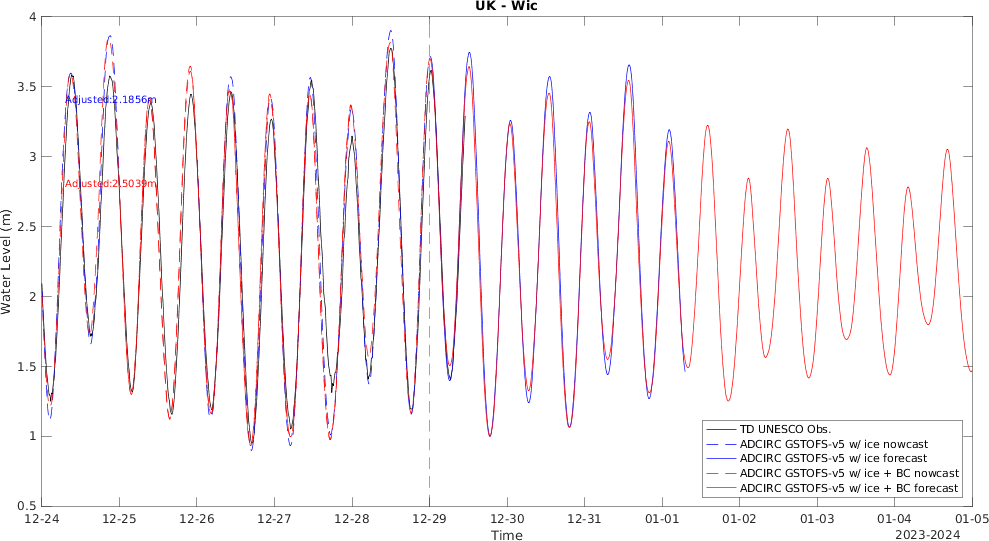 UK - Wic
4
3.5
3
2.5
2
1.5
1
0.5
Water Level (m)
Adjusted:2.1856m
Adjusted:2.5039m
TD UNESCO Obs.
ADCIRC GSTOFS-v5 w/ ice nowcast
ADCIRC GSTOFS-v5 w/ ice forecast
ADCIRC GSTOFS-v5 w/ ice + BC nowcast
ADCIRC GSTOFS-v5 w/ ice + BC forecast
12-24 12-25 12-26 12-27 12-28 12-29 12-30 12-31 01-01 01-02 01-03 01-04 01-05
Time
2023-2024